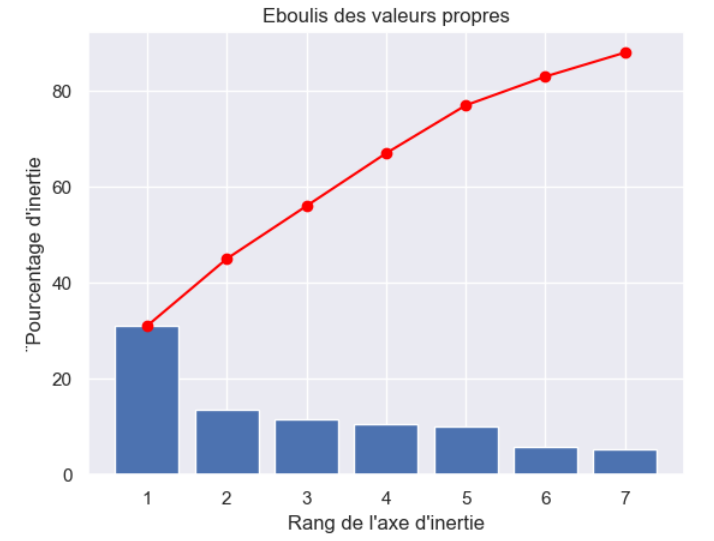 Eboulis des valeurs propres
80
60
40
20
0
¨Pourcentage d'inertie
1 2 3 4 5 6 7
Rang de l'axe d'inertie